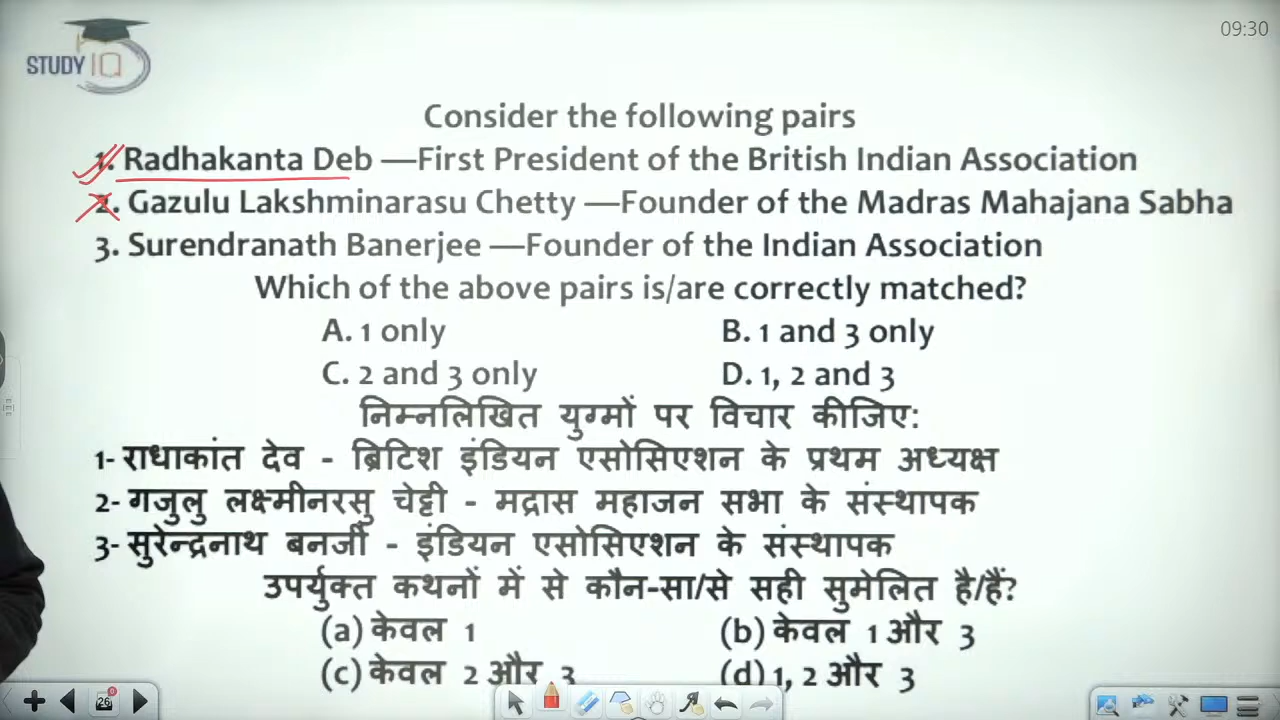 09:30
STUDY IQ
Consider the following pairs
1. Radhakanta Deb —First President of the British Indian Association
2. Gazulu Lakshminarasu Chetty —Founder of the Madras Mahajana Sabha
3. Surendranath Banerjee —Founder of the Indian Association
Which of the above pairs is/are correctly matched?
A. 1 only B. 1 and 3 only
C. 2 and 3 only D. 1, 2 and 3
निम्नलिखित युग्मों पर विचार कीजिए:
1- राधाकांत देव - ब्रिटिश इंडियन एसोसिएशन के प्रथम अध्यक्ष
2- गजुलु लक्ष्मीनरसु चेट्टी - मद्रास महाजन सभा के संस्थापक
3- सुरेन्द्रनाथ बनर्जी - इंडियन एसोसिएशन के संस्थापक
उपर्युक्त कथनों में से कौन-सा/से सही सुमेलित है/हैं?
(a) केवल 1 (b) केवल 1 और 3
(c) केवल 2 और 3 (d) 1, 2 और 3
26